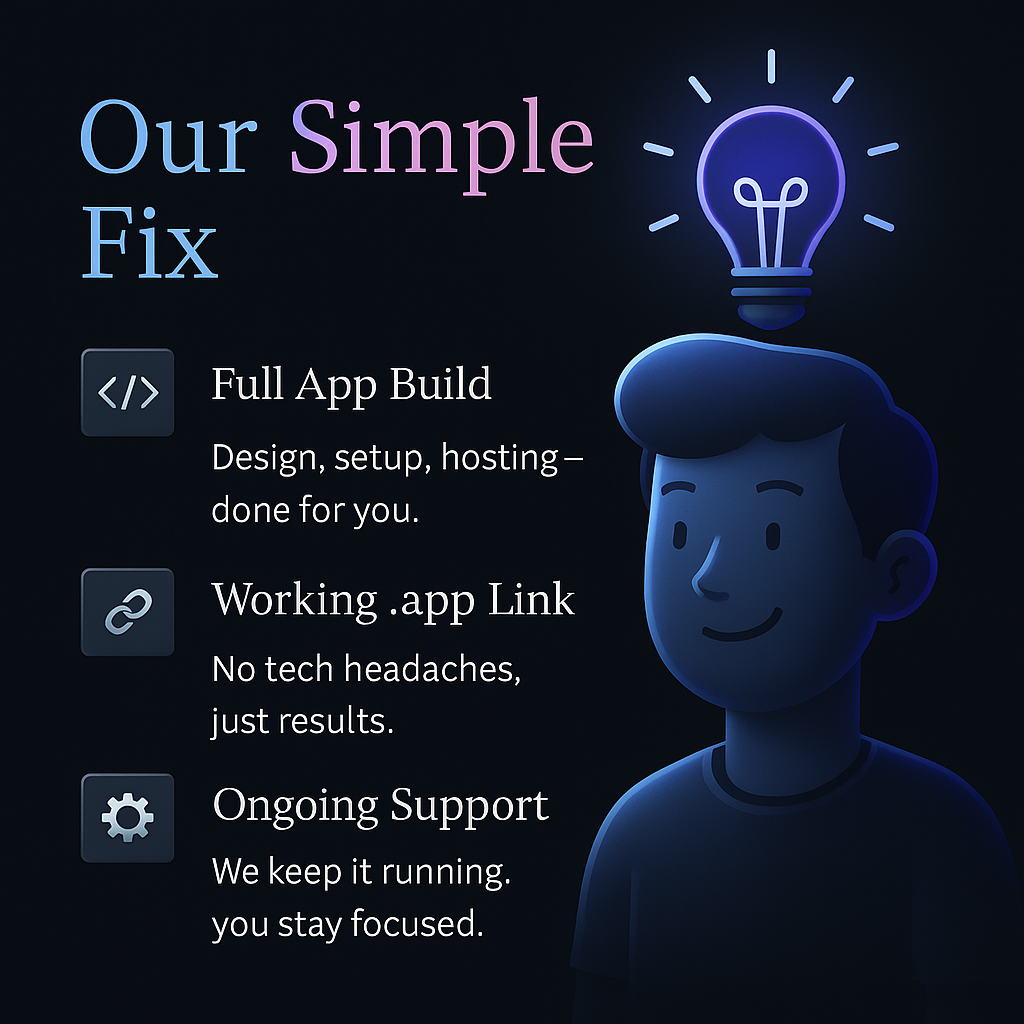 Our Simple
Fix
</>
Full App Build
Design, setup, hosting–
done for you.
Working .app Link
No tech headaches,
just results.
Ongoing Support
We keep it running.
you stay focused.